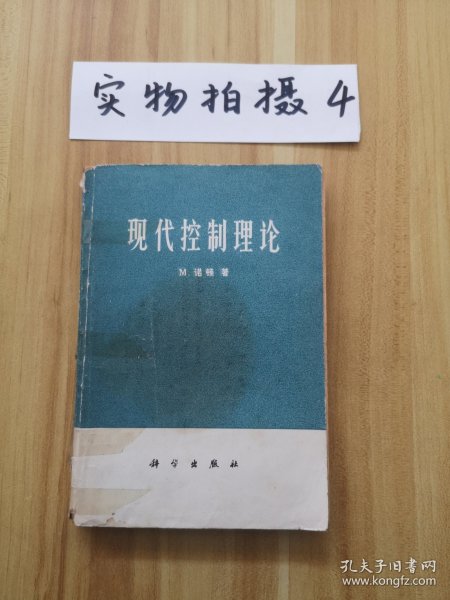 实物拍摄4
现代控制理论
M. 诺顿 著
科学出版社
孔夫子旧书网
www.kongfz.com